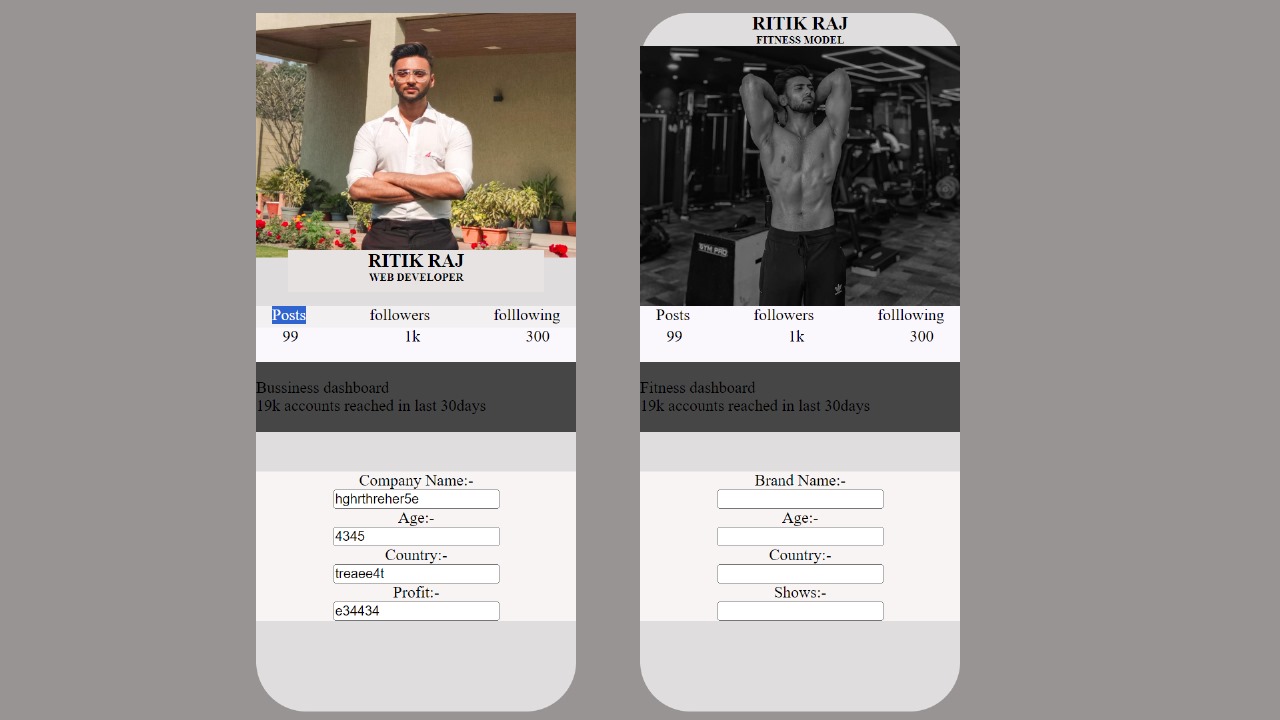 RITIK RAJ
WEB DEVELOPER
Posts followers folllowing
99 1k 300
Bussiness dashboard
19k accounts reached in last 30days
Company Name:-
hghrthreher5e
Age:-
4345
Country:-
treaee4t
Profit:-
e34434
RITIK RAJ
FITNESS MODEL
GYM PRO
Posts followers folllowing
99 1k 300
Fitness dashboard
19k accounts reached in last 30days
Brand Name:-
Age:-
Country:-
Shows:-